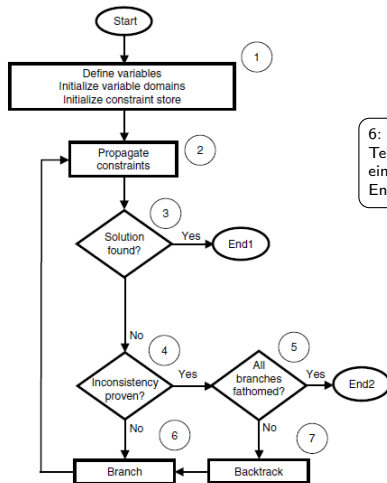 Start
1
Define variables
Initialize variable domains
Initialize constraint store
Propagate
constraints
2
6:
Te
ein
En
3
Solution
found?
Yes
End1
No
4
Inconsistency
proven?
Yes
5
All
branches
fathomed?
Yes
End2
No
6
No
7
Branch
Backtrack